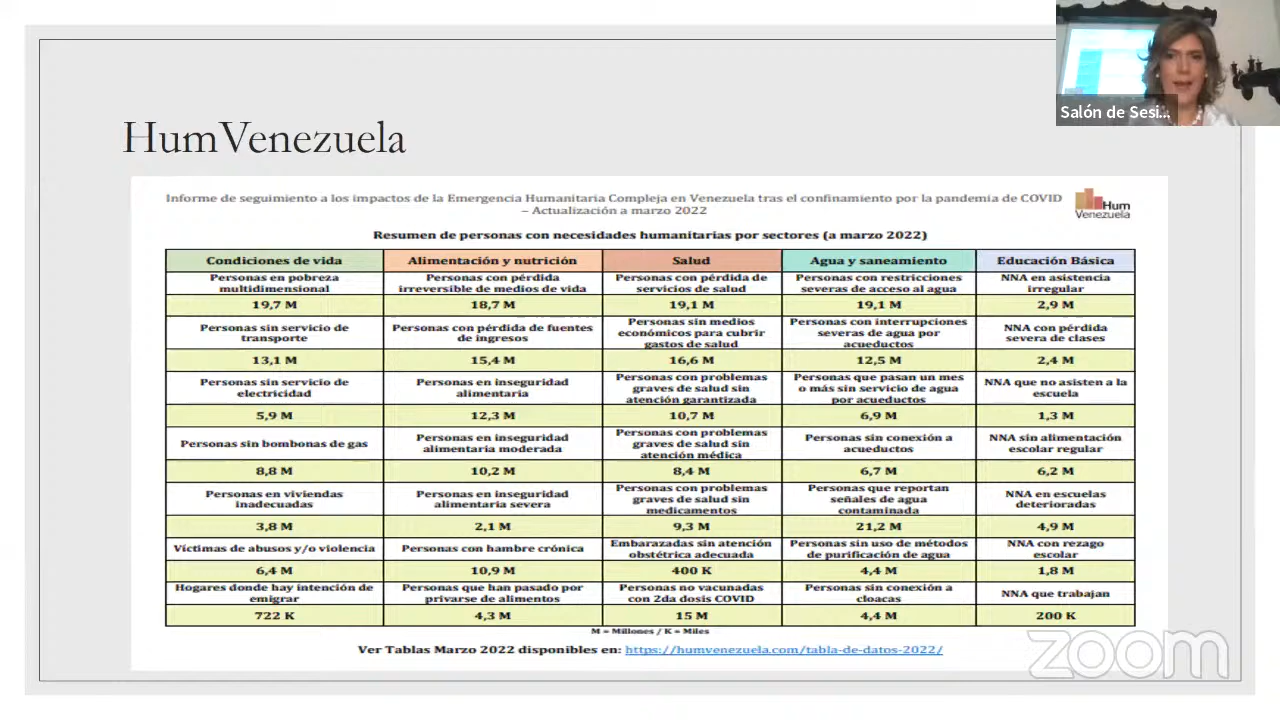 Salón de Sesi...
HumVenezuela
Informe de seguimiento a los impactos de la Emergencia Humanitaria Compleja en Venezuela tras el confinamiento por la pandemia de COVID
– Actualización a marzo 2022
Hum
Venezuela
Resumen de personas con necesidades humanitarias por sectores (a marzo 2022)
Condiciones de vida
Alimentación y nutrición
Salud
Agua y saneamiento
Educación Básica
Personas en pobreza
multidimensional
Personas con pérdida
irreversible de medios de vida
Personas con pérdida de
servicios de salud
Personas con restricciones
severas de acceso al agua
NNA en asistencia
irregular
19,7 M
18,7 M
19,1 M
19,1 M
2,9 M
Personas sin servicio de
transporte
Personas con pérdida de fuentes
de ingresos
Personas sin medios
económicos para cubrir
gastos de salud
Personas con interrupciones
severas de agua por
acueductos
NNA con pérdida
severa de clases
13,1 M
15,4 M
16,6 M
12,5 M
2,4 M
Personas sin servicio de
electricidad
Personas en inseguridad
alimentaria
Personas con problemas
graves de salud sin
atención garantizada
Personas que pasan un mes
o más sin servicio de agua
por acueductos
NNA que no asisten a la
escuela
5,9 M
12,3 M
10,7 M
6,9 M
1,3 M
Personas sin bombonas de gas
Personas en inseguridad
alimentaria moderada
Personas con problemas
graves de salud sin
atención médica
Personas sin conexión a
acueductos
NNA sin alimentación
escolar regular
8,8 M
10,2 M
8,4 M
6,7 M
6,2 M
Personas en viviendas
inadecuadas
Personas en inseguridad
alimentaria severa
Personas con problemas
graves de salud sin
medicamentos
Personas que reportan
señales de agua
contaminada
NNA en escuelas
deterioradas
3,8 M
2,1 M
9,3 M
21,2 M
4,9 M
Víctimas de abusos y/o violencia
Personas con hambre crónica
Embarazadas sin atención
obstétrica adecuada
Personas sin uso de métodos
de purificación de agua
NNA con rezago
escolar
6,4 M
10,9 M
400 K
4,4 M
1,8 M
Hogares donde hay intención de
emigrar
Personas que han pasado por
privarse de alimentos
Personas no vacunadas
con 2da dosis COVID
Personas sin conexión a
cloacas
NNA que trabajan
722 K
4,3 M
15 M
4,4 M
200 K
M = Millones / K = Miles
Ver Tablas Marzo 2022 disponibles en: https://humvenezuela.com/tabla-de-datos-2022/
zoom